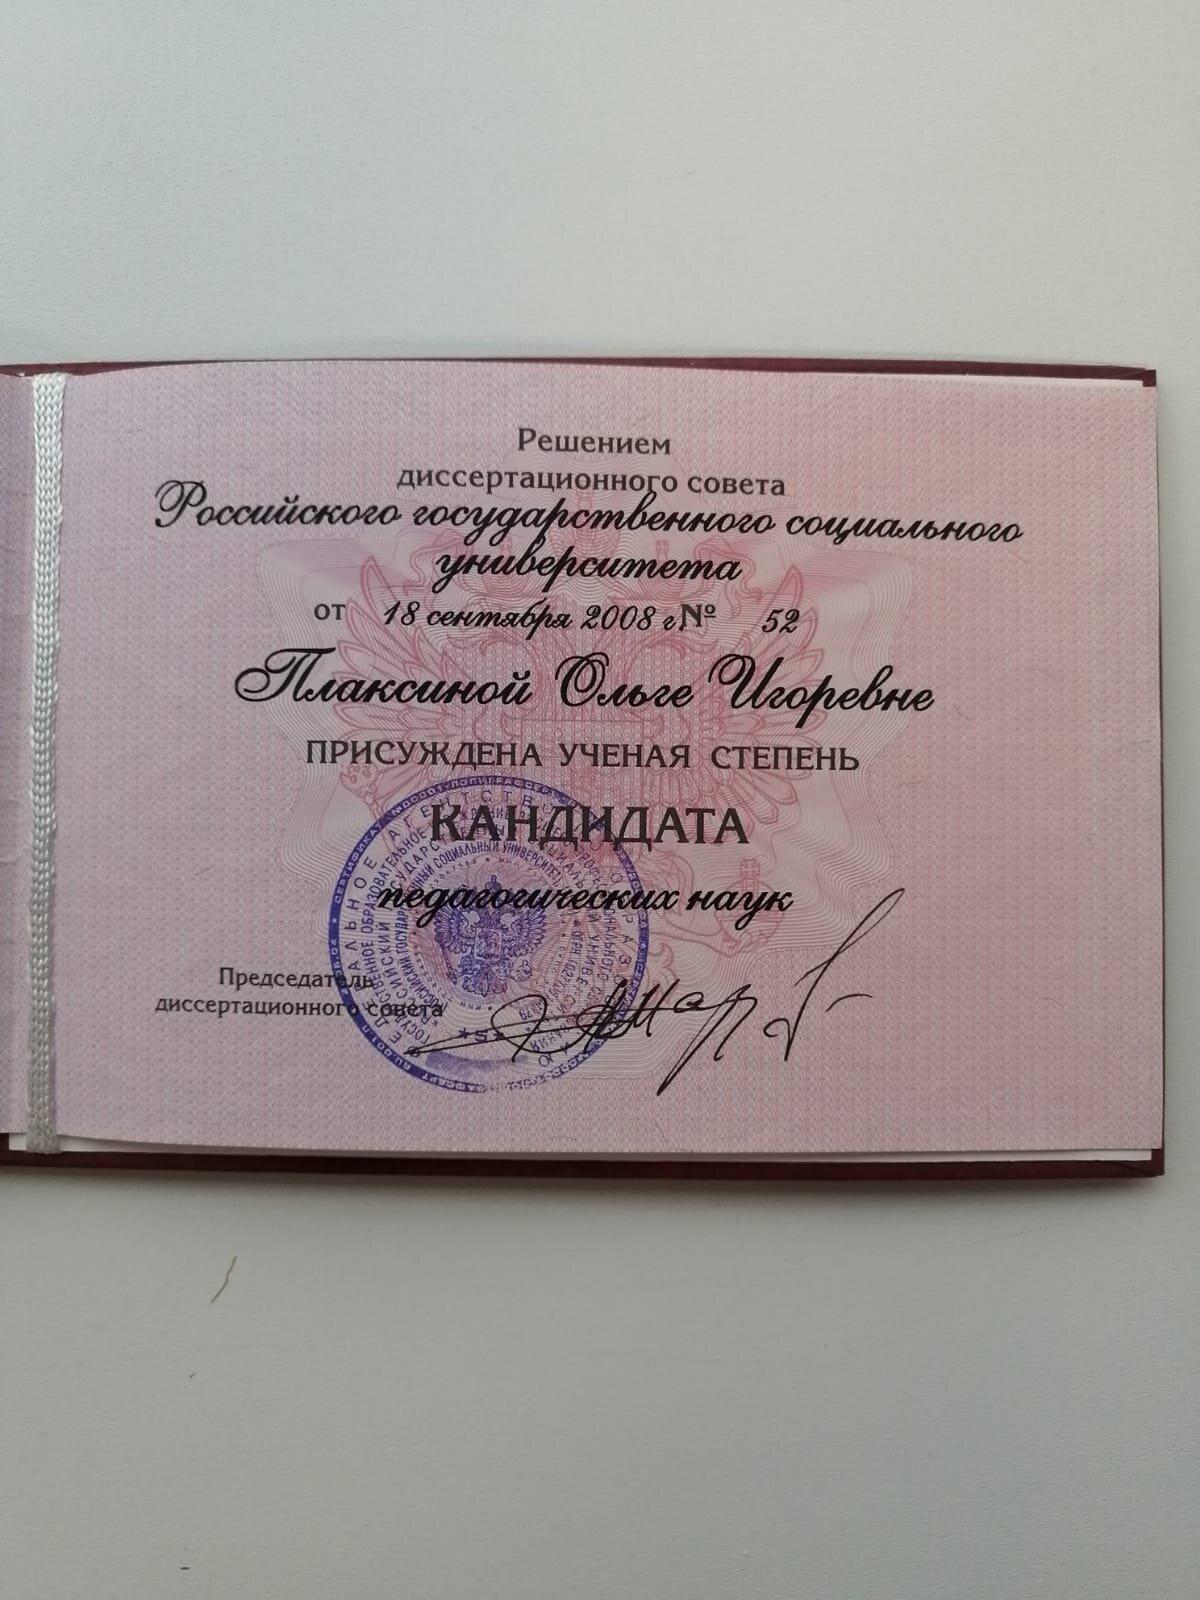 Решением
диссертационного совета
Российского государственного социального
университета
от 18 сентября 2008 г № 52
Плаксиной Ольге Игоревне
ПРИСУЖДЕНА УЧЕНАЯ СТЕПЕНЬ
КАНДИДАТА
педагогических наук
Председатель
диссертационного совета